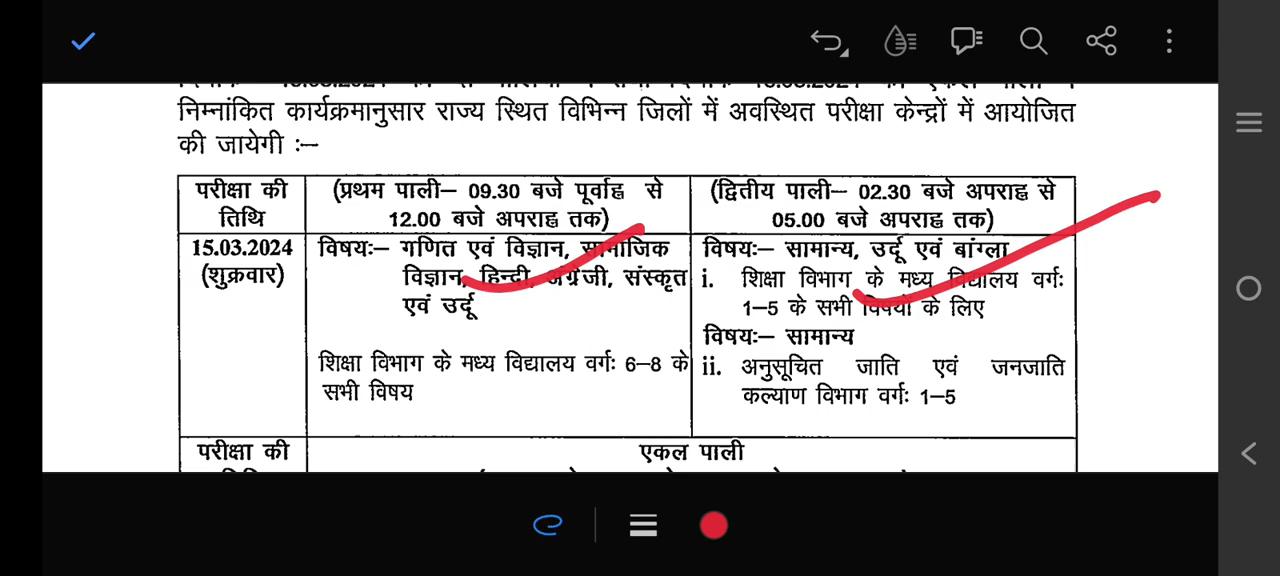 निम्नांकित कार्यक्रमानुसार राज्य स्थित विभिन्न जिलों में अवस्थित परीक्षा केन्द्रों में आयोजित
की जायेगी :–
परीक्षा की
तिथि
(प्रथम पाली– 09.30 बजे पूर्वाह्न से
12.00 बजे अपराह्न तक)
(द्वितीय पाली– 02.30 बजे अपराह्न से
05.00 बजे अपराह्न तक)
15.03.2024
(शुक्रवार)
विषयः– गणित एवं विज्ञान, सामाजिक
विज्ञान, हिन्दी, अंग्रेजी, संस्कृत
एवं उर्दू
शिक्षा विभाग के मध्य विद्यालय वर्गः 6–8 के
सभी विषय
विषयः– सामान्य, उर्दू एवं बांग्ला
i. शिक्षा विभाग के मध्य विद्यालय वर्गः
1–5 के सभी विषयों के लिए
विषयः– सामान्य
ii. अनुसूचित जाति एवं जनजाति
कल्याण विभाग वर्गः 1–5
परीक्षा की
एकल पाली